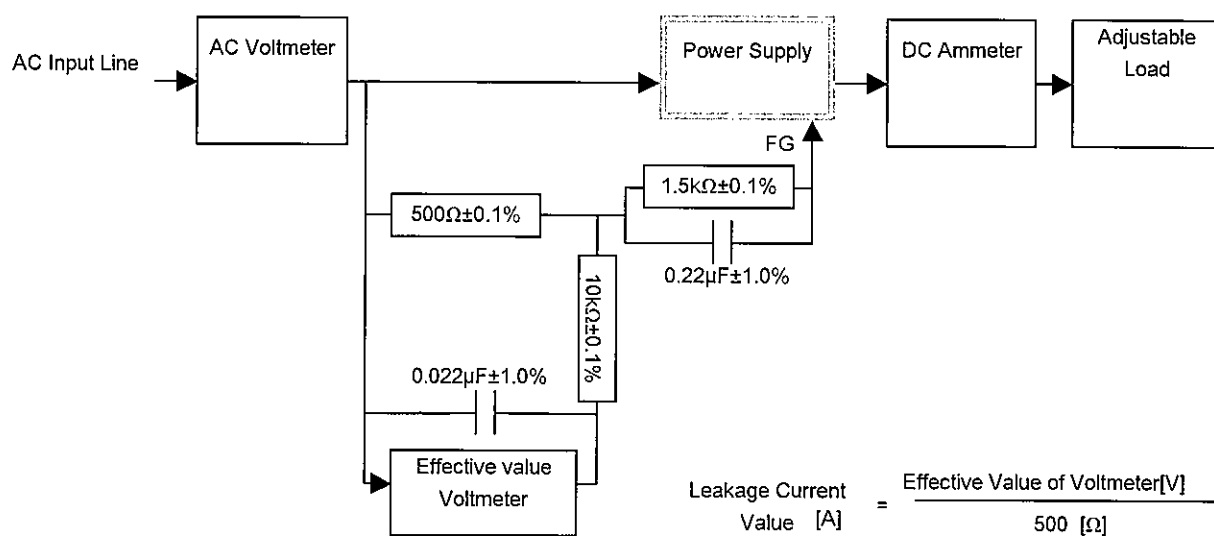 AC Input Line
AC Voltmeter
Power Supply
DC Ammeter
Adjustable
Load
FG
1.5kΩ±0.1%
500Ω±0.1%
0.22µF±1.0%
10kΩ±0.1%
0.022µF±1.0%
Effective value
Voltmeter
Leakage Current
Value [A]
=
Effective Value of Voltmeter[V]
500 [Ω]